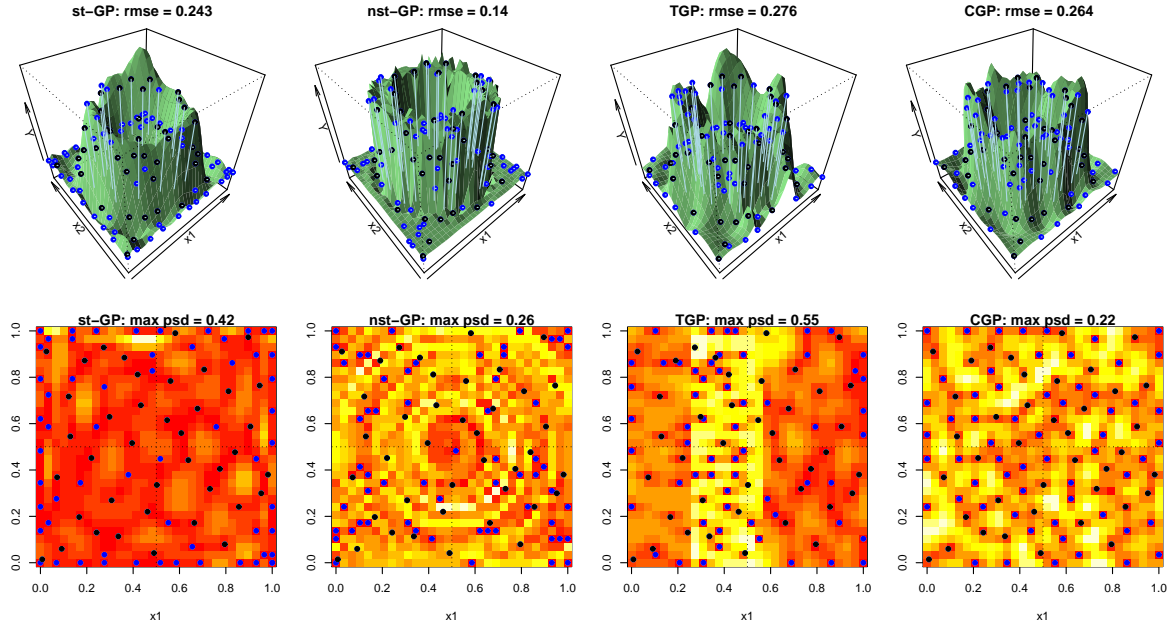 st−GP: rmse = 0.243
nst−GP: rmse = 0.14
TGP: rmse = 0.276
CGP: rmse = 0.264
Y
x2
x1
Y
x2
x1
Y
x2
x1
Y
x2
x1
st−GP: max psd = 0.42
nst−GP: max psd = 0.26
TGP: max psd = 0.55
CGP: max psd = 0.22
1.0
0.8
0.6
0.4
0.2
0.0
0.0 0.2 0.4 0.6 0.8 1.0
x1
1.0
0.8
0.6
0.4
0.2
0.0
0.0 0.2 0.4 0.6 0.8 1.0
x1
1.0
0.8
0.6
0.4
0.2
0.0
0.0 0.2 0.4 0.6 0.8 1.0
x1
1.0
0.8
0.6
0.4
0.2
0.0
0.0 0.2 0.4 0.6 0.8 1.0
x1